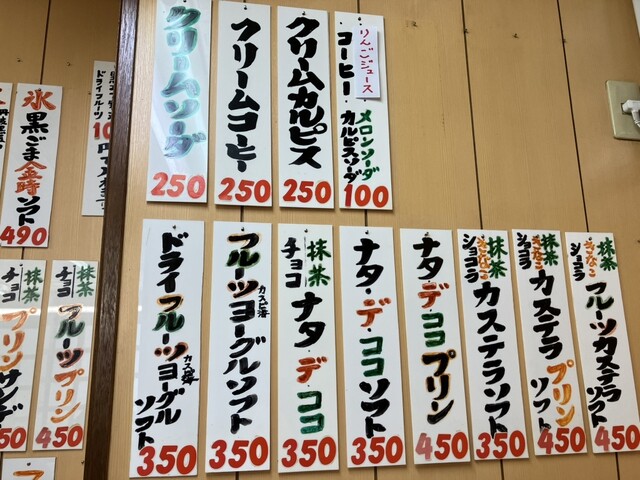 クリームソーダ
250
クリームコーヒー
250
クリームカルピス
250
りんごジュース
コーヒー・
メロンソーダ
カルピスソーダ
100
氷
黒ごま金時ソフト
490
ドライフルーツ
抹茶
チョコ
プリンサンデ
50
抹茶
チョコ
フルーツプリン
450
ドライフルーツヨーグル
ソフト
350
フルーツヨーグルソフト
カスピ海
350
抹茶
チョコ
ナタ・デ・ココ
350
ナタ・デ・ココソフト
350
ナタ・デ・ココプリン
450
抹茶
きなこ
ショコラ
カステラソフト
350
抹茶
きなこ
ショコラ
カステラプリン
ソフト
450
抹茶
きなこ
ショコラ
フルーツカステラ
ソフト
450